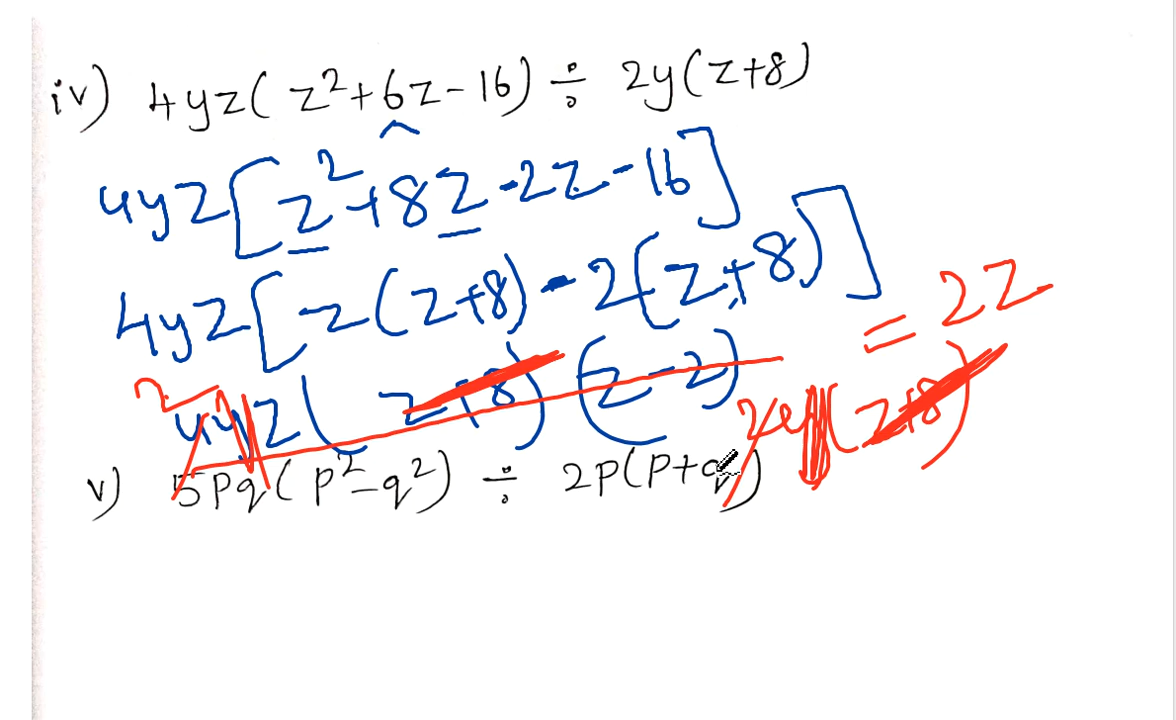 iv) 4yz( z²+6z-16) ÷ 2y(z+8)
4yz[z²+8z-2z-16]
4yz[z(z+8)-2(z+8)]
= 2z
2
4yz(z+8)(z-2)
2y(z+8)
v) 5pq(p²-q²) ÷ 2p(p+q)